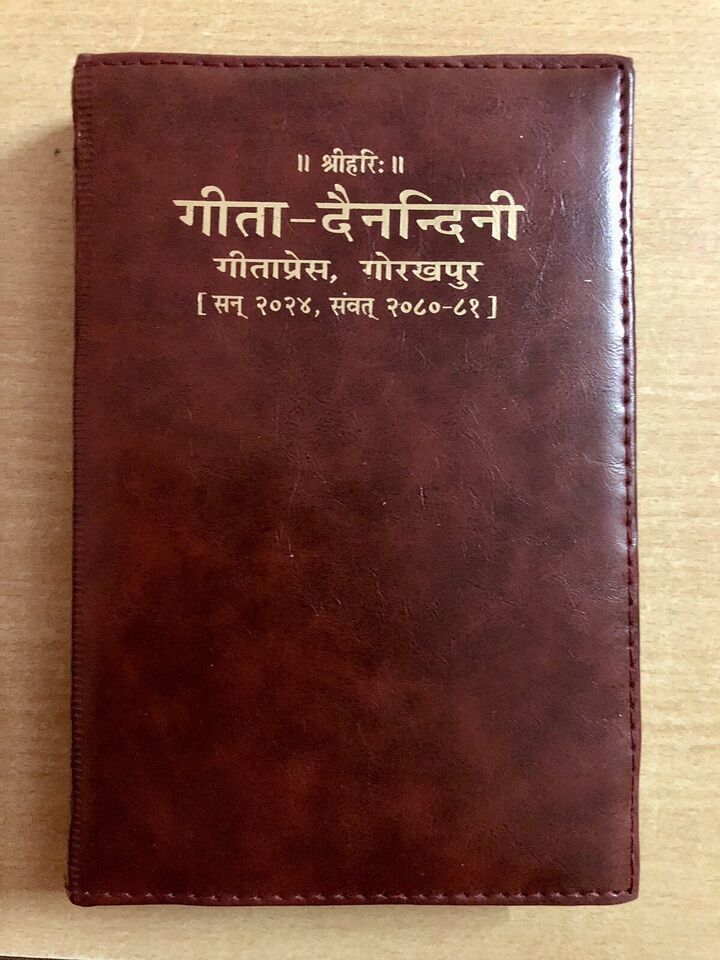 ॥ श्रीहरिः ॥
गीता-दैनन्दिनी
गीताप्रेस, गोरखपुर
[ सन् २०२४, संवत् २०८०-८१ ]